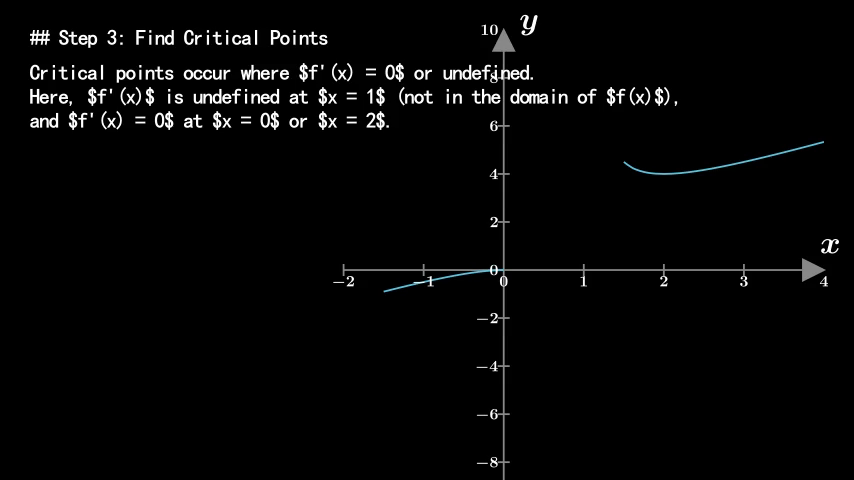 ## Step 3: Find Critical Points
Critical points occur where $f'(x) = 0$ or undefined.
Here, $f'(x)$ is undefined at $x = 1$ (not in the domain of $f(x)$),
and $f'(x) = 0$ at $x = 0$ or $x = 2$.
y
10
8
6
4
2
0
x
−2 −1 0 1 2 3 4
−2
−4
−6
−8